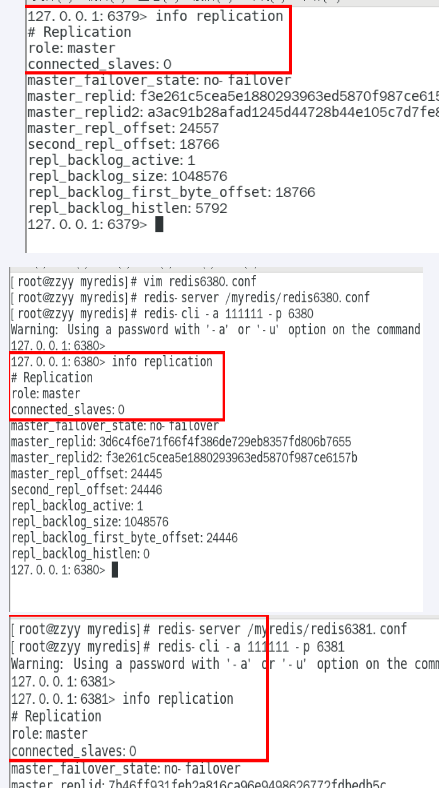 127.0.0.1:6379> info replication
# Replication
role:master
connected_slaves:0
master_failover_state:no-failover
master_replid:f3e261c5cea5e1880293963ed5870f987ce615
master_replid2:a3ac91b28afad1245d44728b44e105c7d7fe8
master_repl_offset:24557
second_repl_offset:18766
repl_backlog_active:1
repl_backlog_size:1048576
repl_backlog_first_byte_offset:18766
repl_backlog_histlen:5792
127.0.0.1:6379>
[root@zzyy myredis]# vim redis6380.conf
[root@zzyy myredis]# redis-server /myredis/redis6380.conf
[root@zzyy myredis]# redis-cli -a 111111 -p 6380
Warning: Using a password with '-a' or '-u' option on the command
127.0.0.1:6380>
127.0.0.1:6380> info replication
# Replication
role:master
connected_slaves:0
master_failover_state:no-failover
master_replid:3d6c4f6e71f66f4f386de729eb8357fd806b7655
master_replid2:f3e261c5cea5e1880293963ed5870f987ce6157b
master_repl_offset:24445
second_repl_offset:24446
repl_backlog_active:1
repl_backlog_size:1048576
repl_backlog_first_byte_offset:24446
repl_backlog_histlen:0
127.0.0.1:6380>
[root@zzyy myredis]# redis-server /myredis/redis6381.conf
[root@zzyy myredis]# redis-cli -a 111111 -p 6381
Warning: Using a password with '-a' or '-u' option on the com
127.0.0.1:6381>
127.0.0.1:6381> info replication
# Replication
role:master
connected_slaves:0
master_failover_state:no-failover